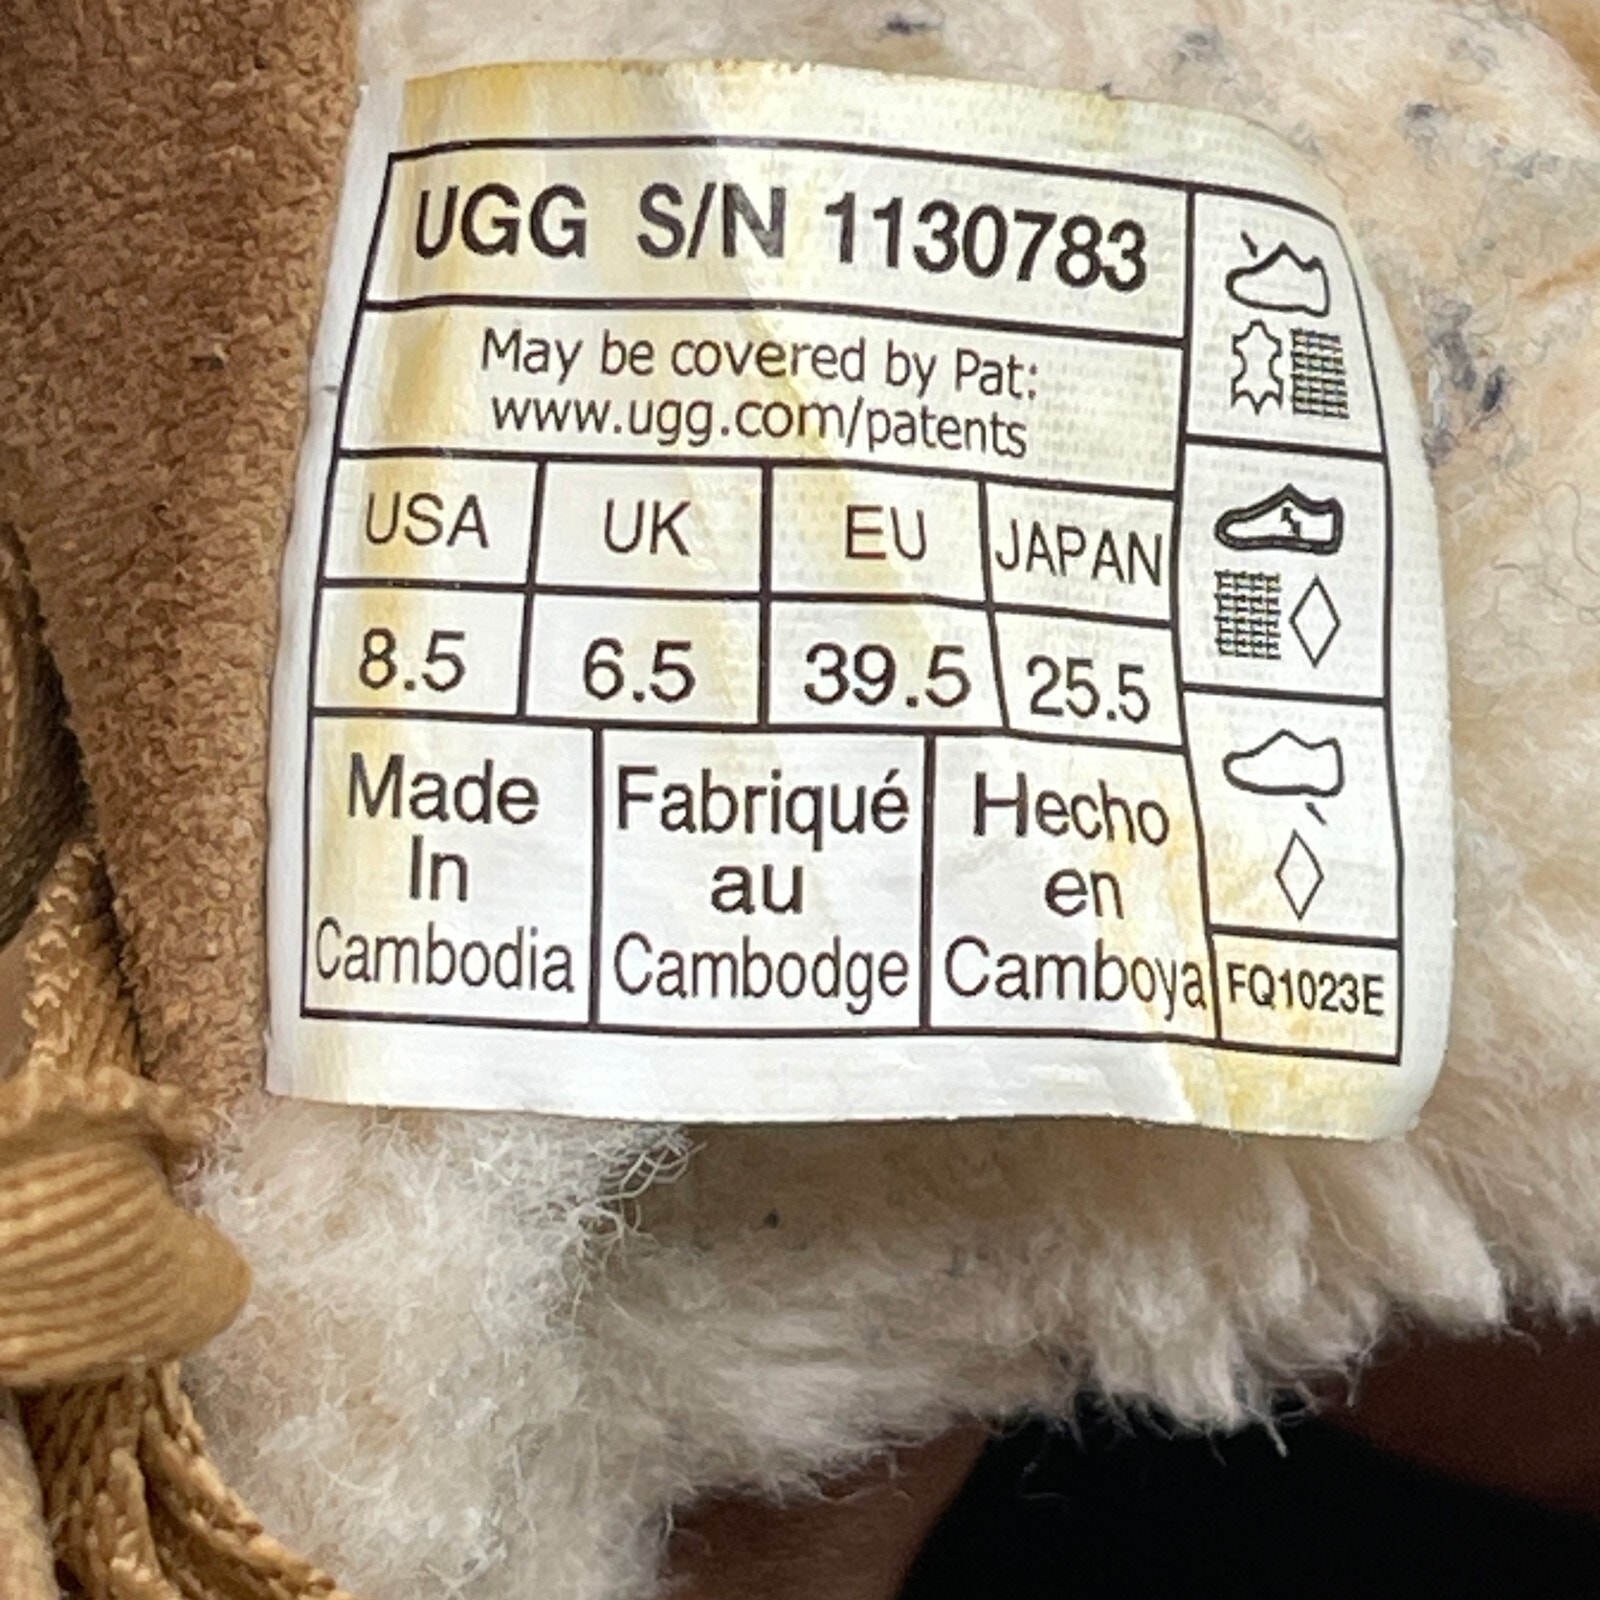 UGG S/N 1130783
May be covered by Pat:
www.ugg.com/patents
USA UK EU JAPAN
8.5 6.5 39.5 25.5
Made
In
Cambodia
Fabriqué
au
Cambodge
Hecho
en
Camboya
FQ1023E